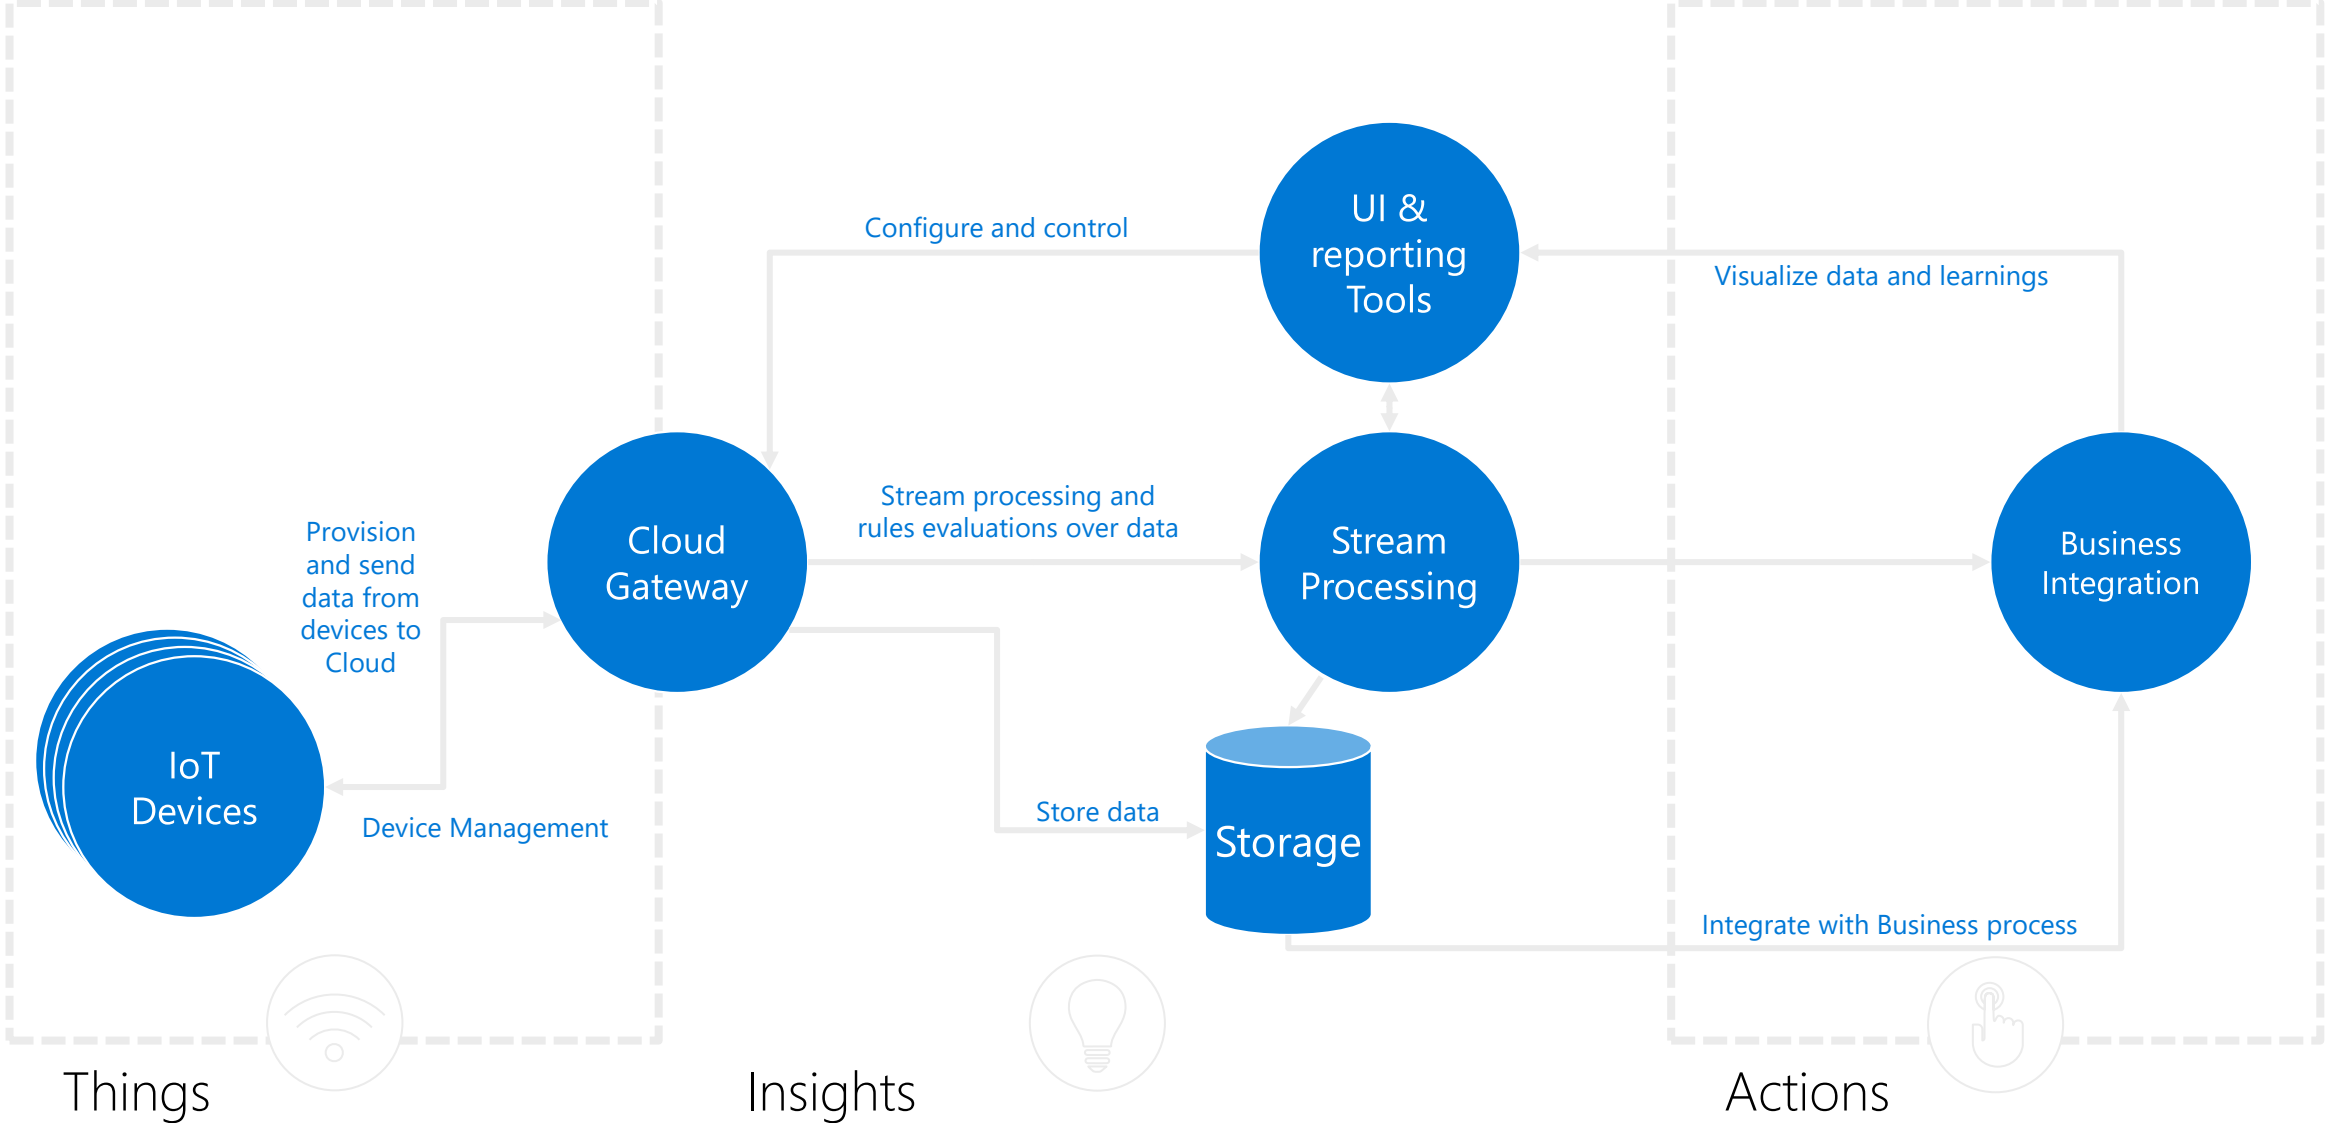 UI &
reporting
Tools
Configure and control
Visualize data and learnings
Stream processing and
rules evaluations over data
Provision
and send
data from
devices to
Cloud
Cloud
Gateway
Stream
Processing
Business
Integration
IoT
Devices
Device Management
Store data
Storage
Integrate with Business process
Things
Insights
Actions